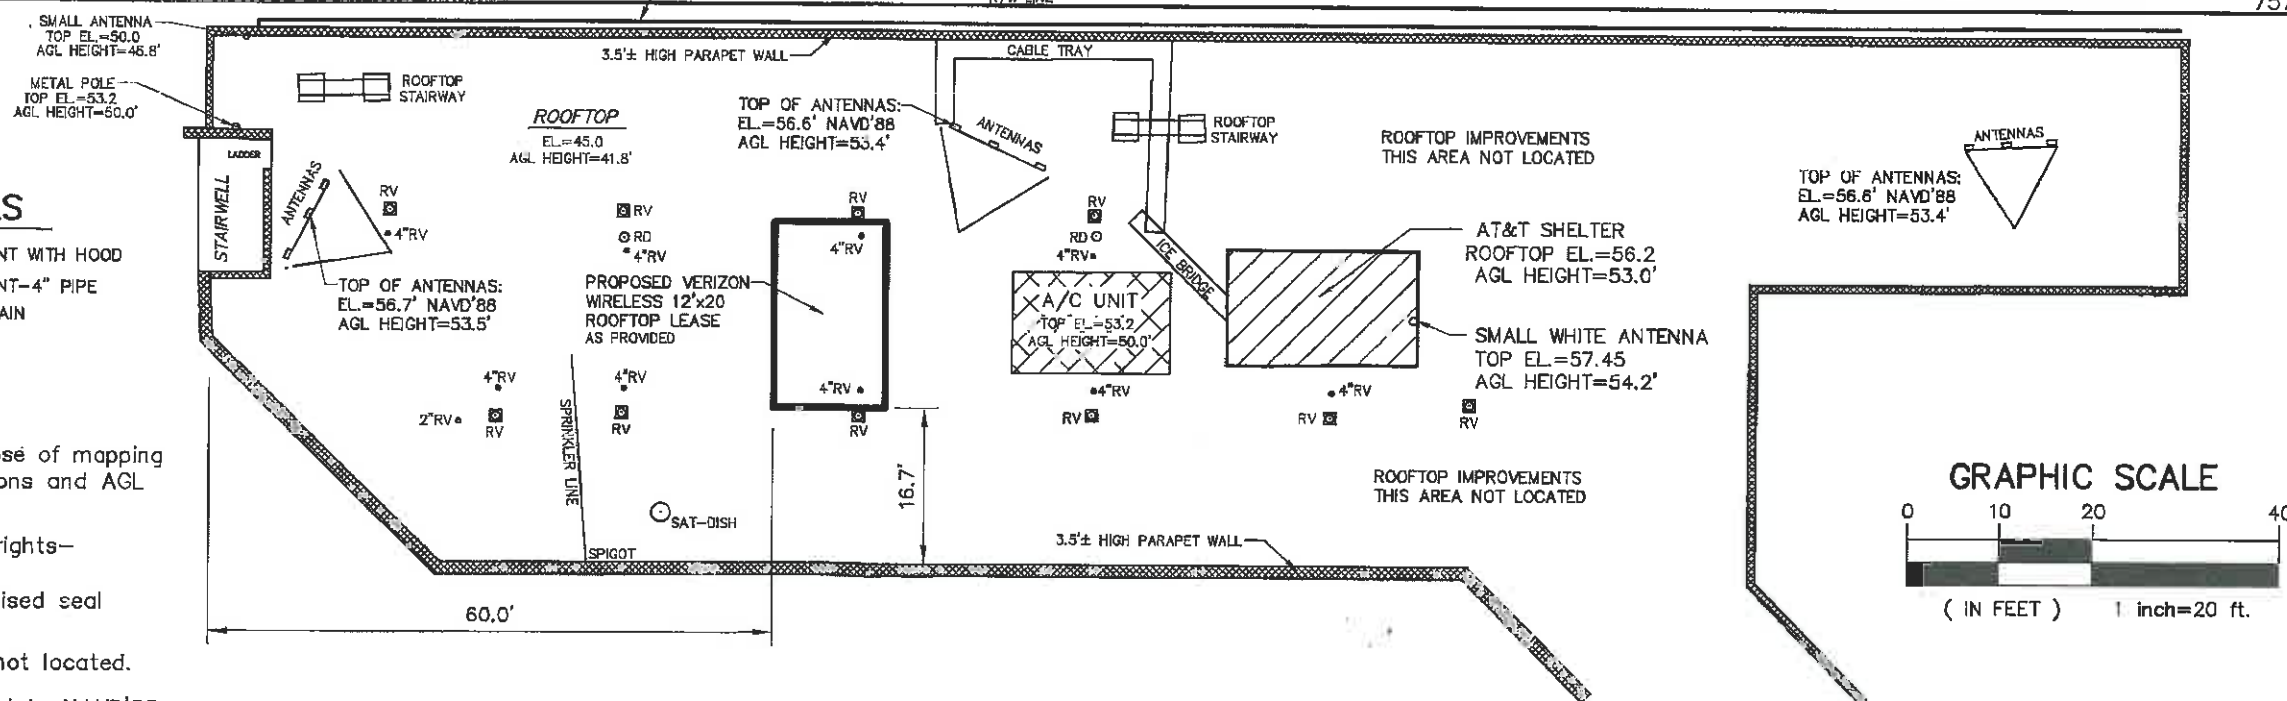 SMALL ANTENNA
TOP EL=50.0
AGL HEIGHT=46.8'
METAL POLE
TOP EL=53.2
AGL HEIGHT=50.0'
3.5'± HIGH PARAPET WALL
CABLE TRAY
ROOFTOP
STAIRWAY
ROOFTOP
EL=45.0
AGL HEIGHT=41.8'
TOP OF ANTENNAS:
EL.=56.6' NAVD'88
AGL HEIGHT=53.4'
ANTENNAS
ROOFTOP
STAIRWAY
ROOFTOP IMPROVEMENTS
THIS AREA NOT LOCATED
ANTENNAS
TOP OF ANTENNAS:
EL.=56.6' NAVD'88
AGL HEIGHT=53.4'
LADDER
STAIRWELL
ANTENNAS
RV
4"RV
RV
RD
4"RV
RV
4"RV
RV
RD
4"RV
ICE BRIDGE
TOP OF ANTENNAS:
EL.=56.7' NAVD'88
AGL HEIGHT=53.5'
PROPOSED VERIZON
WIRELESS 12'x20
ROOFTOP LEASE
AS PROVIDED
A/C UNIT
TOP EL.=53.2
AGL HEIGHT=50.0'
AT&T SHELTER
ROOFTOP EL.=56.2
AGL HEIGHT=53.0'
SMALL WHITE ANTENNA
TOP EL.=57.45
AGL HEIGHT=54.2'
NT WITH HOOD
NT-4" PIPE
AIN
4"RV
2"RV
RV
4"RV
RV
4"RV
RV
4"RV
RV
4"RV
RV
RV
SPRINKLER LINE
SAT-DISH
SPIGOT
16.7'
60.0'
3.5'± HIGH PARAPET WALL
ROOFTOP IMPROVEMENTS
THIS AREA NOT LOCATED
se of mapping
ons and AGL
rights-
ised seal
not located.
GRAPHIC SCALE
0 10 20 40
( IN FEET ) 1 inch=20 ft.